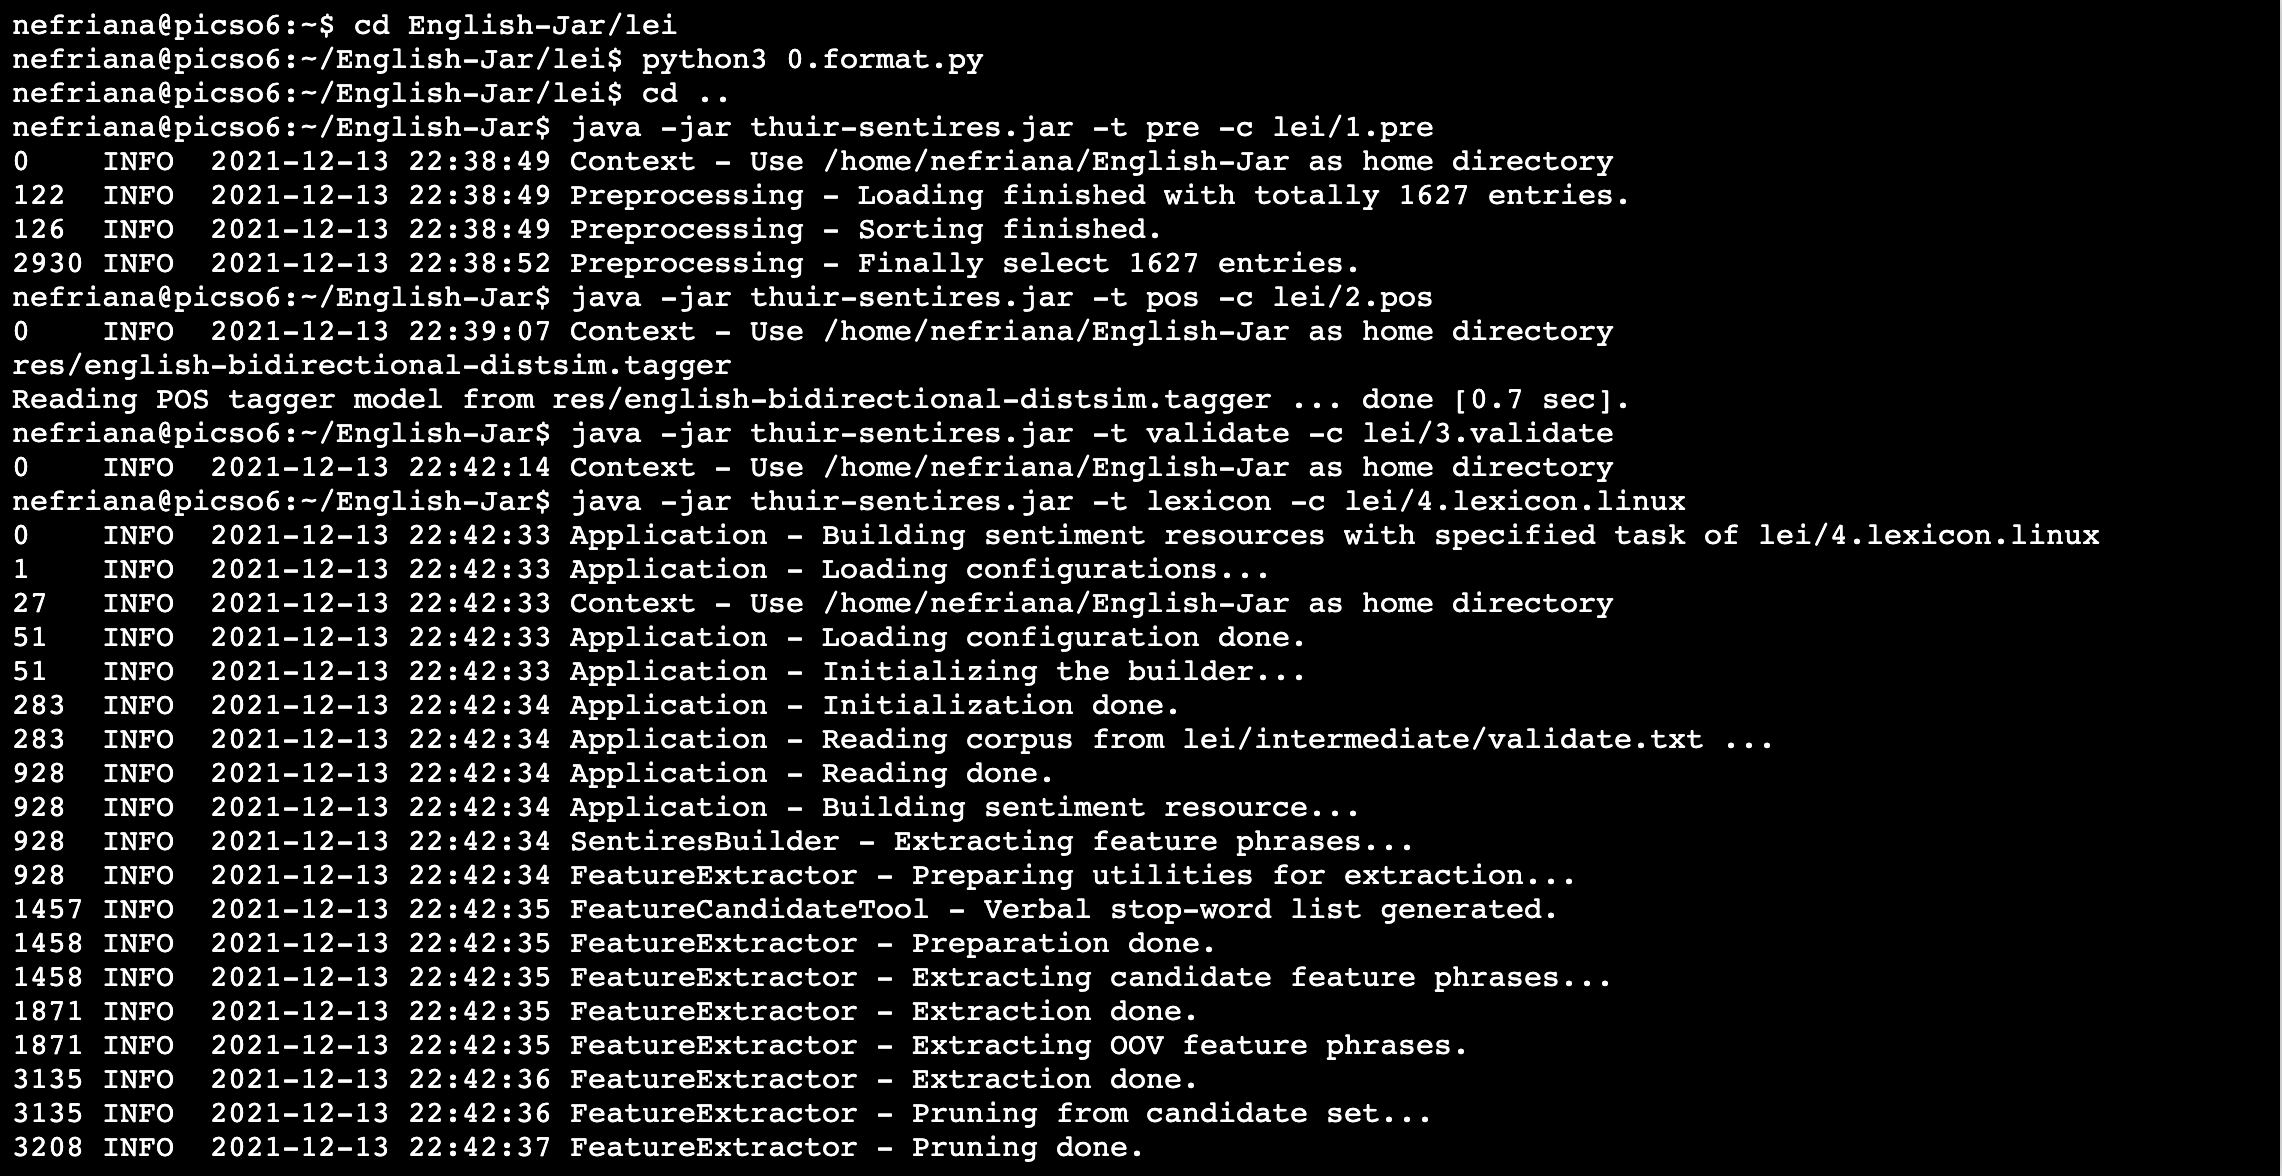 nefriana@picso6:~$ cd English-Jar/lei
nefriana@picso6:~/English-Jar/lei$ python3 0.format.py
nefriana@picso6:~/English-Jar/lei$ cd ..
nefriana@picso6:~/English-Jar$ java -jar thuir-sentires.jar -t pre -c lei/1.pre
0    INFO  2021-12-13 22:38:49 Context - Use /home/nefriana/English-Jar as home directory
122  INFO  2021-12-13 22:38:49 Preprocessing - Loading finished with totally 1627 entries.
126  INFO  2021-12-13 22:38:49 Preprocessing - Sorting finished.
2930 INFO  2021-12-13 22:38:52 Preprocessing - Finally select 1627 entries.
nefriana@picso6:~/English-Jar$ java -jar thuir-sentires.jar -t pos -c lei/2.pos
0    INFO  2021-12-13 22:39:07 Context - Use /home/nefriana/English-Jar as home directory
res/english-bidirectional-distsim.tagger
Reading POS tagger model from res/english-bidirectional-distsim.tagger ... done [0.7 sec].
nefriana@picso6:~/English-Jar$ java -jar thuir-sentires.jar -t validate -c lei/3.validate
0    INFO  2021-12-13 22:42:14 Context - Use /home/nefriana/English-Jar as home directory
nefriana@picso6:~/English-Jar$ java -jar thuir-sentires.jar -t lexicon -c lei/4.lexicon.linux
0    INFO  2021-12-13 22:42:33 Application - Building sentiment resources with specified task of lei/4.lexicon.linux
1    INFO  2021-12-13 22:42:33 Application - Loading configurations...
27   INFO  2021-12-13 22:42:33 Context - Use /home/nefriana/English-Jar as home directory
51   INFO  2021-12-13 22:42:33 Application - Loading configuration done.
51   INFO  2021-12-13 22:42:33 Application - Initializing the builder...
283  INFO  2021-12-13 22:42:34 Application - Initialization done.
283  INFO  2021-12-13 22:42:34 Application - Reading corpus from lei/intermediate/validate.txt ...
928  INFO  2021-12-13 22:42:34 Application - Reading done.
928  INFO  2021-12-13 22:42:34 Application - Building sentiment resource...
928  INFO  2021-12-13 22:42:34 SentiresBuilder - Extracting feature phrases...
928  INFO  2021-12-13 22:42:34 FeatureExtractor - Preparing utilities for extraction...
1457 INFO  2021-12-13 22:42:35 FeatureCandidateTool - Verbal stop-word list generated.
1458 INFO  2021-12-13 22:42:35 FeatureExtractor - Preparation done.
1458 INFO  2021-12-13 22:42:35 FeatureExtractor - Extracting candidate feature phrases...
1871 INFO  2021-12-13 22:42:35 FeatureExtractor - Extraction done.
1871 INFO  2021-12-13 22:42:35 FeatureExtractor - Extracting OOV feature phrases.
3135 INFO  2021-12-13 22:42:36 FeatureExtractor - Extraction done.
3135 INFO  2021-12-13 22:42:36 FeatureExtractor - Pruning from candidate set...
3208 INFO  2021-12-13 22:42:37 FeatureExtractor - Pruning done.